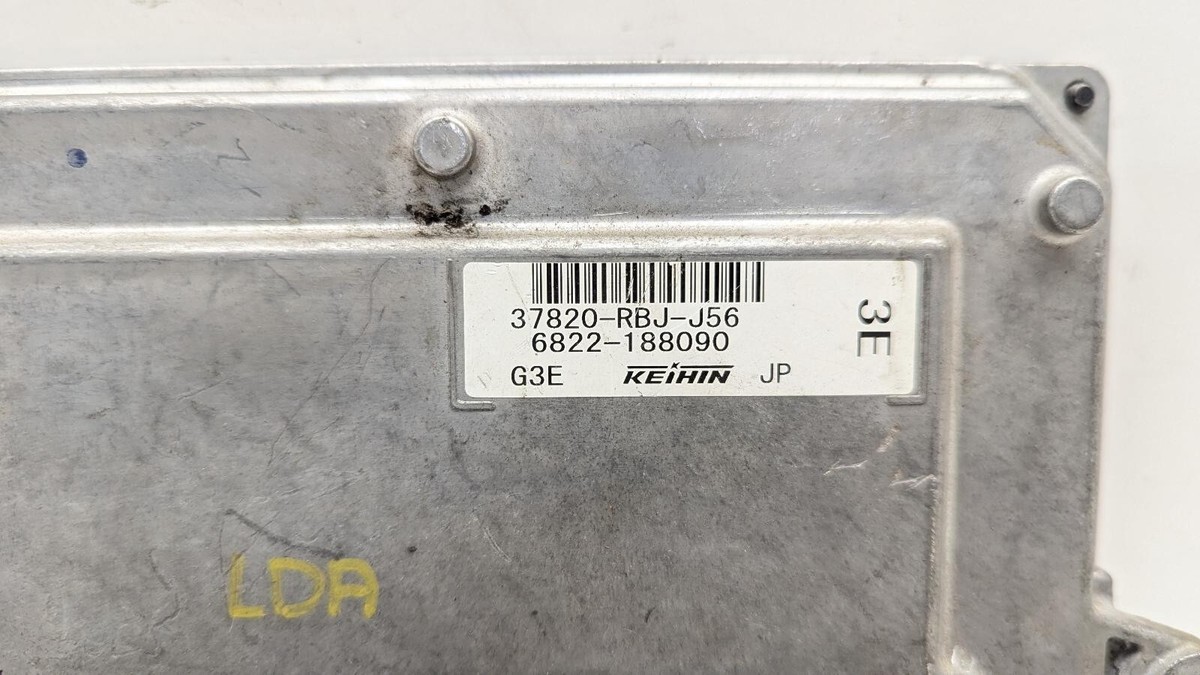 37820-RBJ-J56
6822-188090
G3E KEIHIN JP
3E
LDA